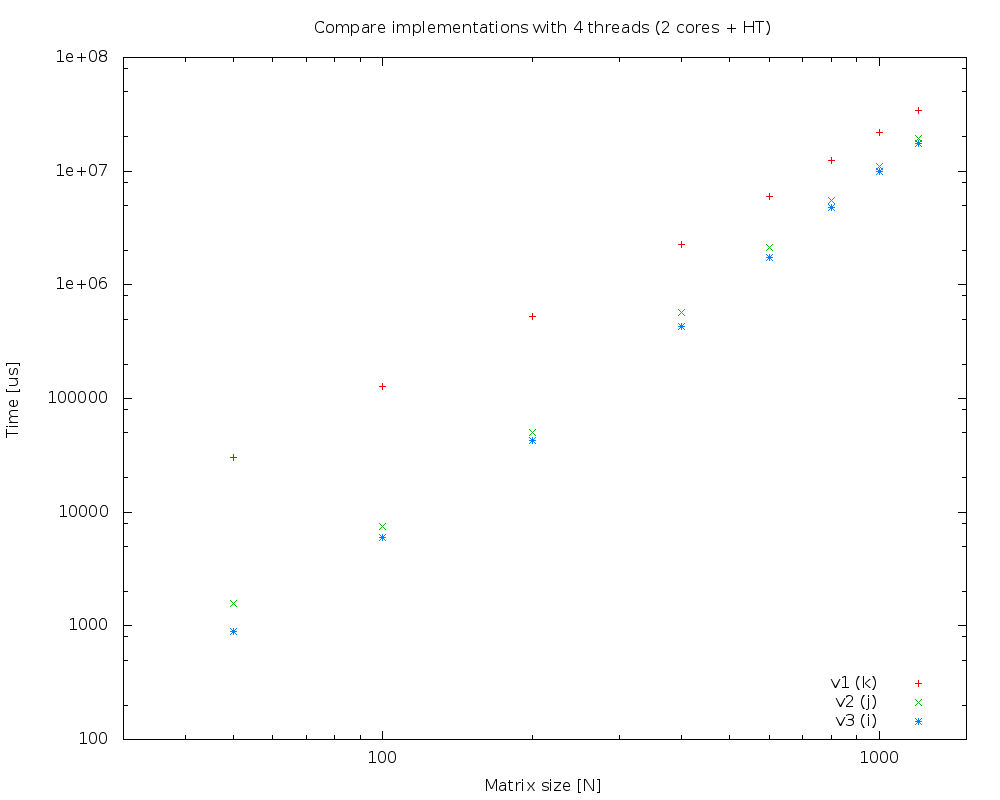 Compare implementations with 4 threads (2 cores + HT)
1e+08
1e+07
1e+06
100000
10000
1000
100
Time [us]
v1 (k)
v2 (j)
v3 (i)
100
1000
Matrix size [N]